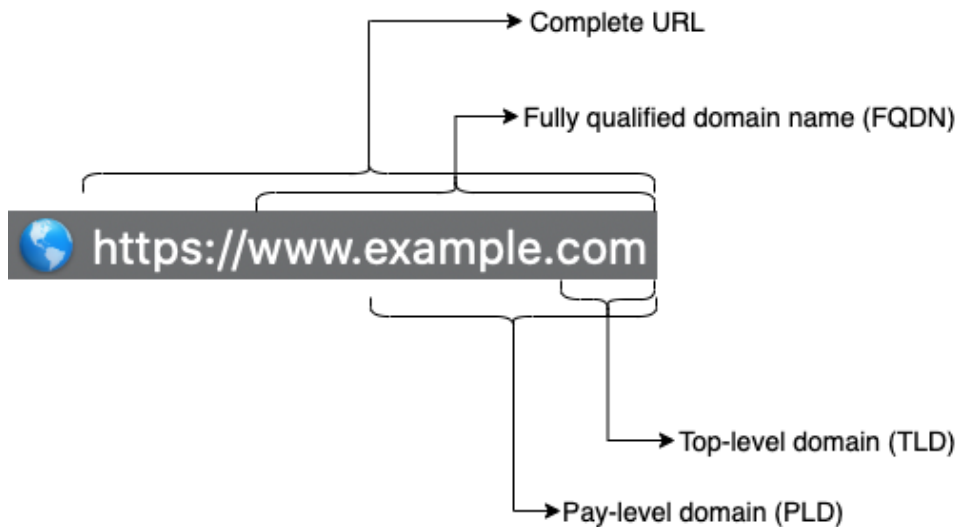 Complete URL
Fully qualified domain name (FQDN)
https://www.example.com
Top-level domain (TLD)
Pay-level domain (PLD)